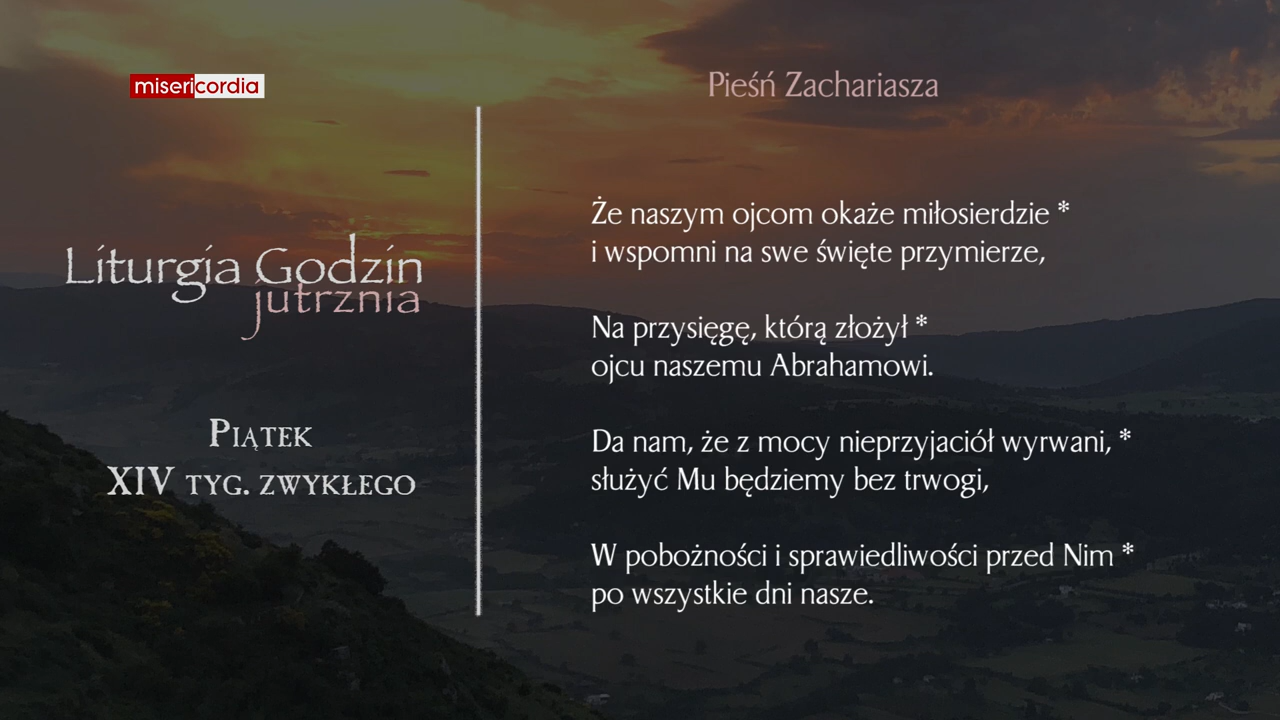 misericordia
Liturgia Godzin
jutrznia
Piątek
XIV tyg. zwykłego
Pieśń Zachariasza
Że naszym ojcom okaże miłosierdzie *
i wspomni na swe święte przymierze,
Na przysięgę, którą złożył *
ojcu naszemu Abrahamowi.
Da nam, że z mocy nieprzyjaciół wyrwani, *
służyć Mu będziemy bez trwogi,
W pobożności i sprawiedliwości przed Nim *
po wszystkie dni nasze.